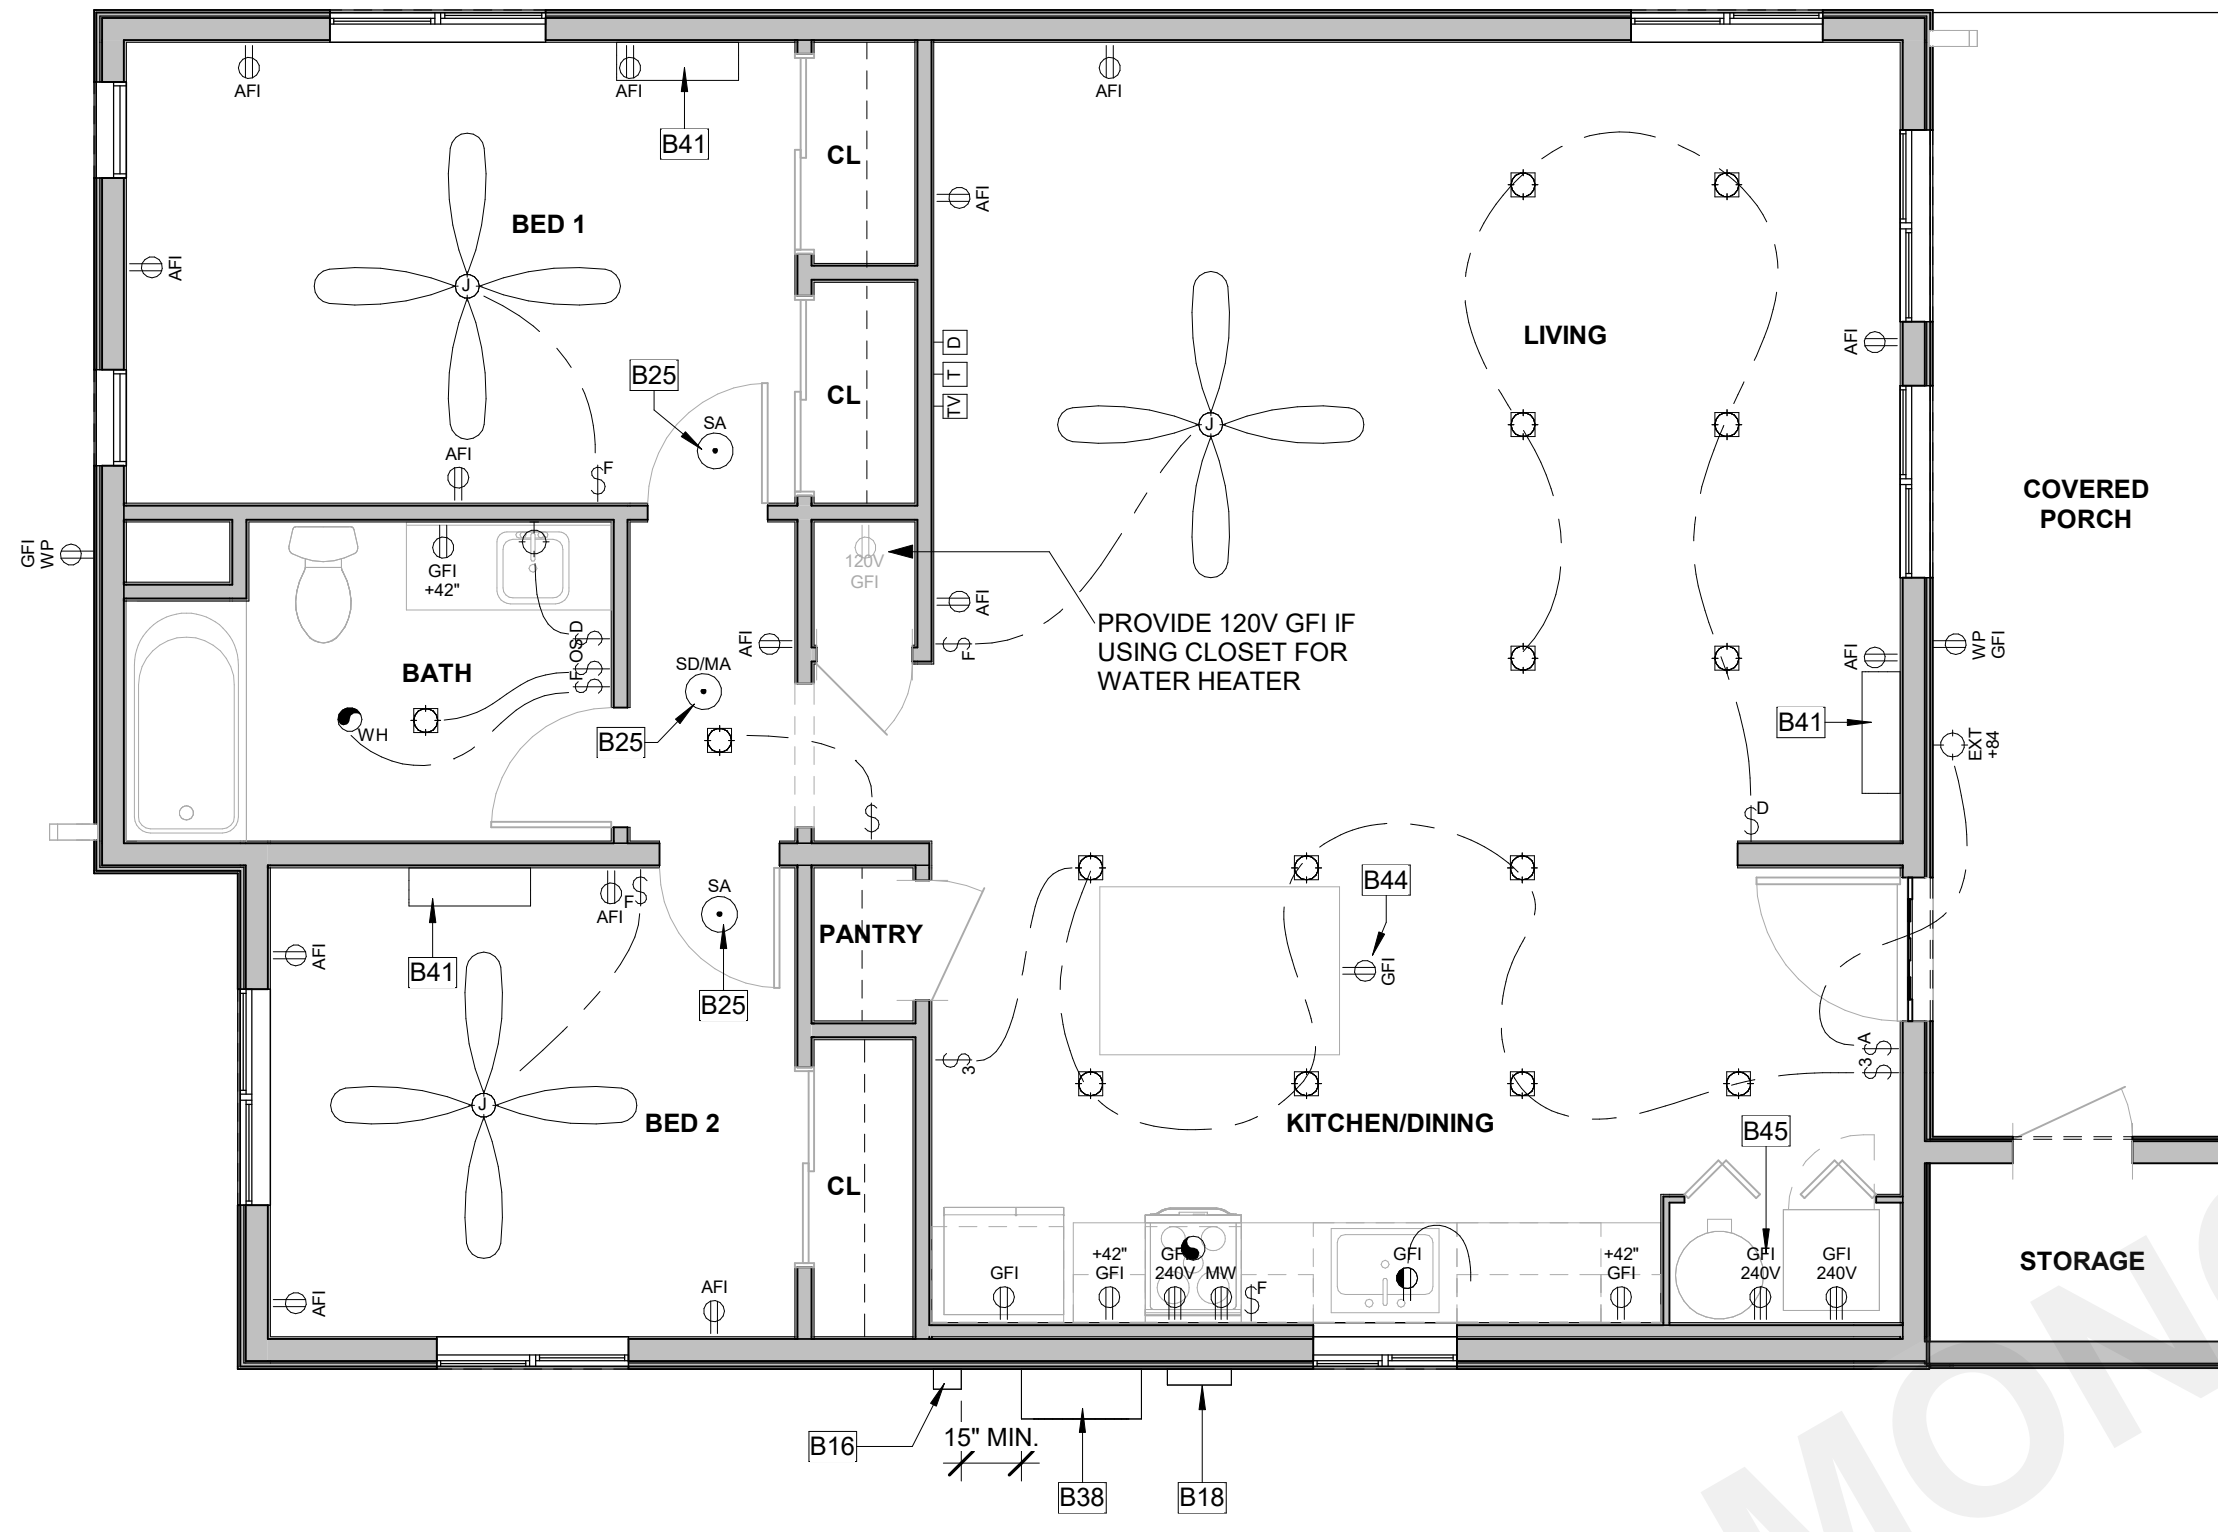 AFI
AFI
AFI
B41
CL
AFI
BED 1
AFI
J
LIVING
D
T
TV
AFI
B25
CL
SA
J
AFI
F
COVERED
PORCH
GFI
WP
GFI
+42"
120V
GFI
AFI
PROVIDE 120V GFI IF
USING CLOSET FOR
WATER HEATER
D
OS
F
AFI
F
WP
GFI
AFI
BATH
SD/MA
WH
B25
B41
EXT
+84
D
B44
SA
AFI
F
PANTRY
AFI
B41
GFI
B25
3
A
3
J
BED 2
KITCHEN/DINING
B45
CL
AFI
AFI
GFI
+42"
GFI
GFI
240V
MW
F
GFI
+42"
GFI
GFI
240V
GFI
240V
STORAGE
B16
15" MIN.
B38
B18
MON